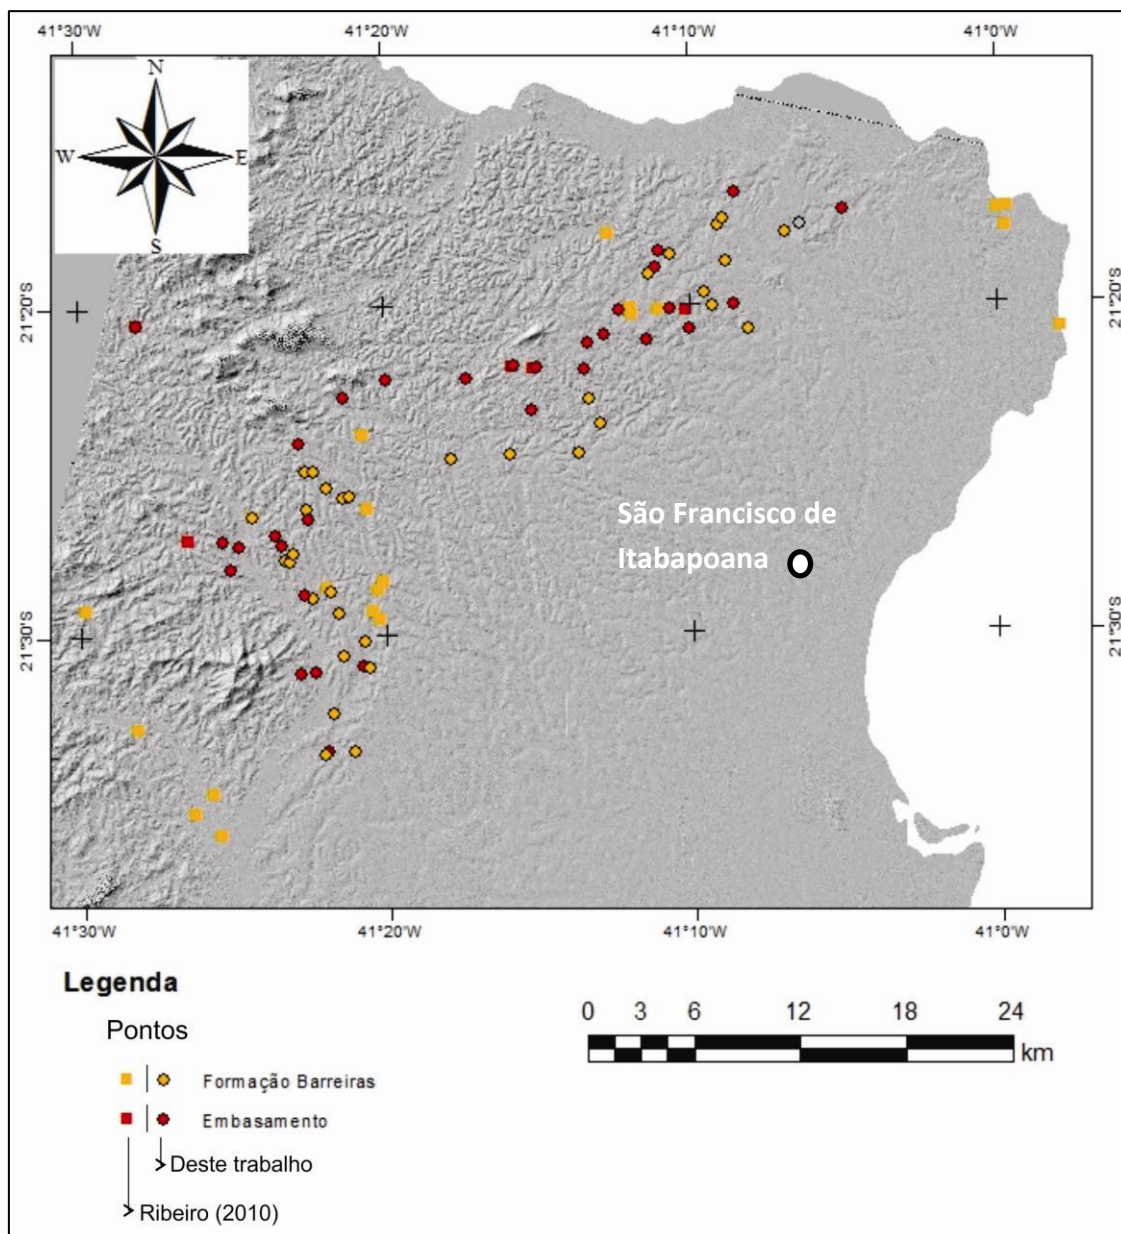 41°30'W 41°20'W 41°10'W 41°0'W
N
W E
S
21°20'S 21°20'S
São Francisco de
Itabapoana
21°30'S 21°30'S
41°30'W 41°20'W 41°10'W 41°0'W
Legenda
Pontos
Formação Barreiras
Embasamento
Deste trabalho
Ribeiro (2010)
0 3 6 12 18 24
km